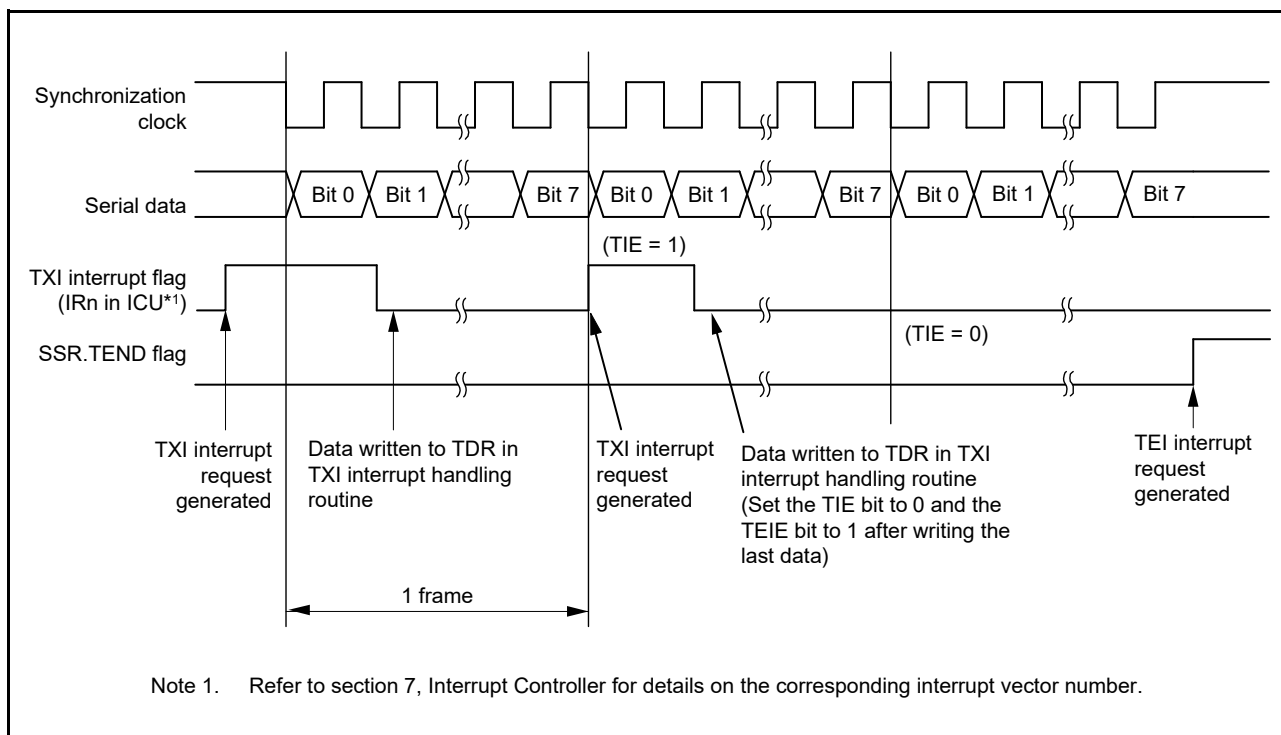 Synchronization
clock
Serial data
Bit 0 Bit 1 Bit 7 Bit 0 Bit 1 Bit 7 Bit 0 Bit 1 Bit 7
(TIE = 1)
TXI interrupt flag
(IRn in ICU*1)
(TIE = 0)
SSR.TEND flag
TXI interrupt
request
generated
Data written to TDR in
TXI interrupt handling
routine
TXI interrupt
request
generated
Data written to TDR in TXI
interrupt handling routine
(Set the TIE bit to 0 and the
TEIE bit to 1 after writing the
last data)
TEI interrupt
request
generated
1 frame
Note 1. Refer to section 7, Interrupt Controller for details on the corresponding interrupt vector number.